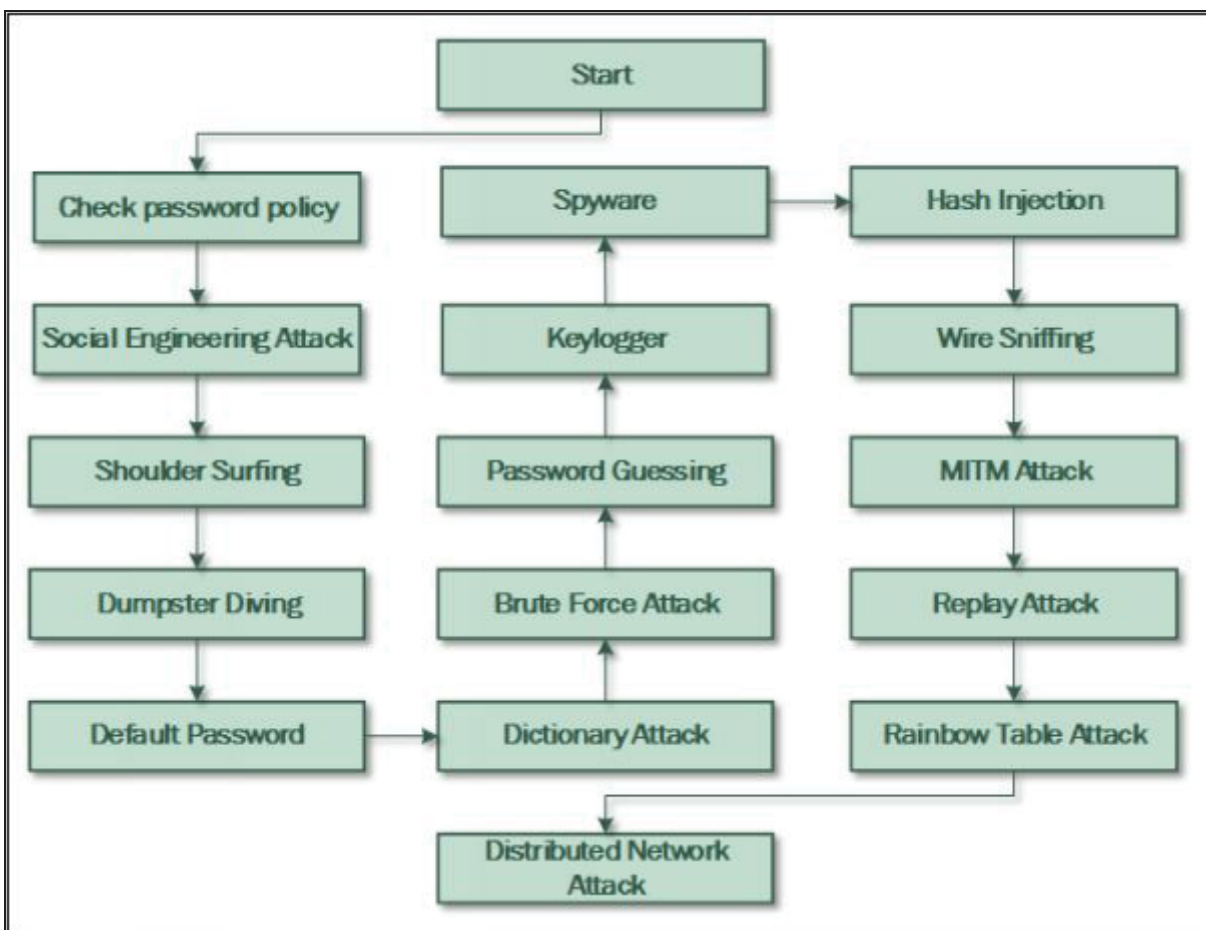 Start
Check password policy
Social Engineering Attack
Shoulder Surfing
Dumpster Diving
Default Password
Dictionary Attack
Brute Force Attack
Password Guessing
Keylogger
Spyware
Hash Injection
Wire Sniffing
MITM Attack
Replay Attack
Rainbow Table Attack
Distributed Network
Attack